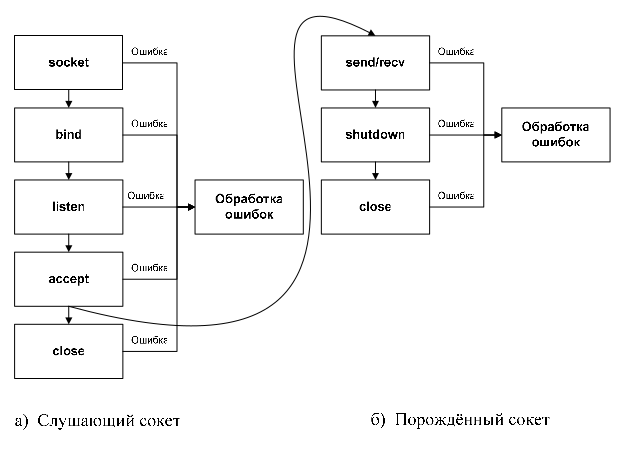 socket
Ошибка
bind
Ошибка
listen
Ошибка
accept
Ошибка
close
Ошибка
Обработка
ошибок
send/recv
Ошибка
shutdown
Ошибка
close
Ошибка
Обработка
ошибок
а) Слушающий сокет
б) Порождённый сокет